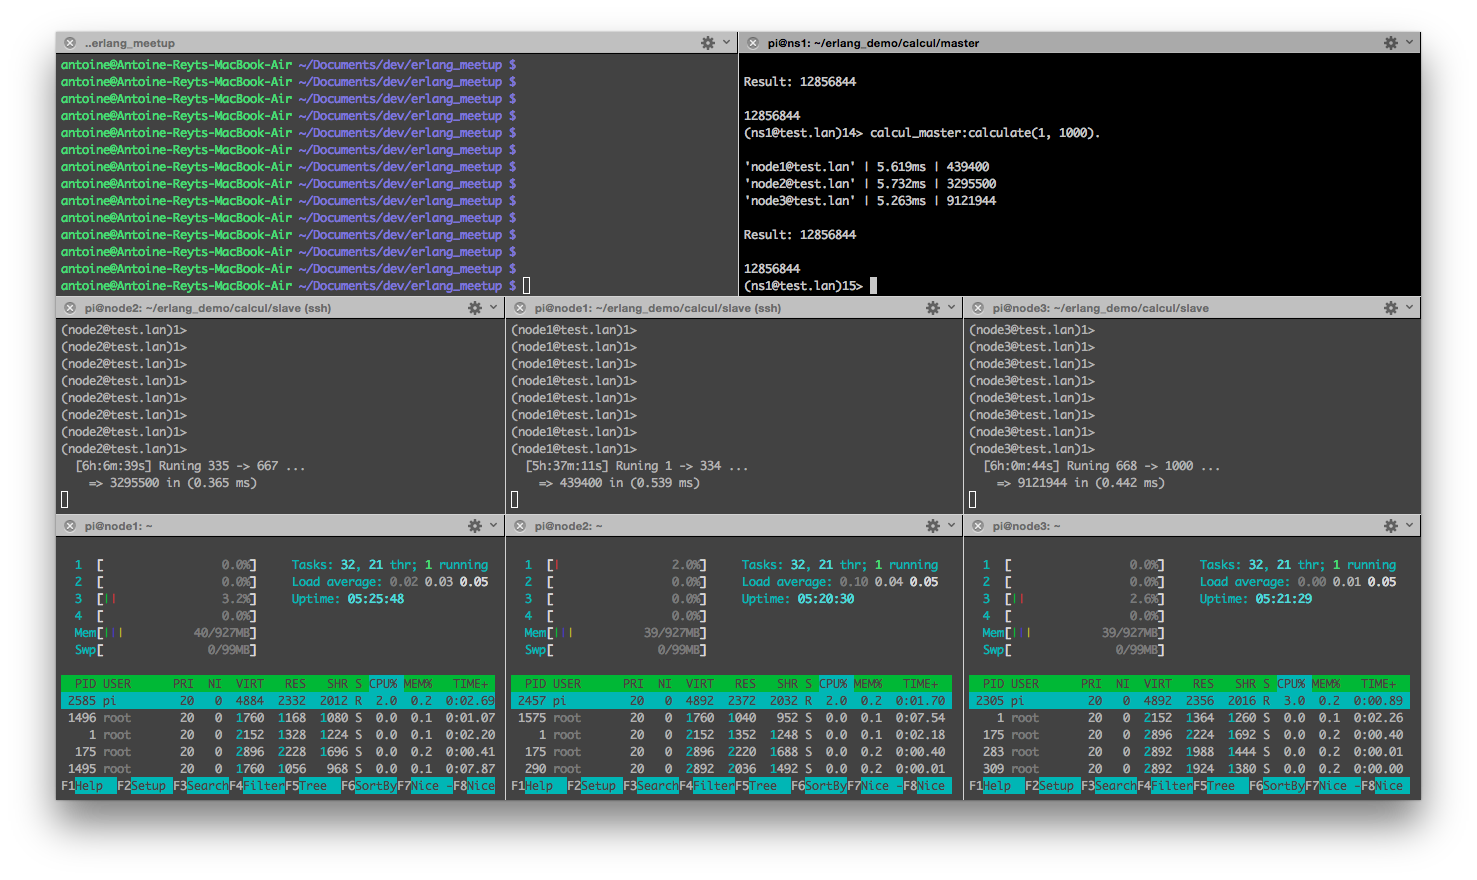 ..erlang_meetup
antoine@Antoine-Reyts-MacBook-Air ~/Documents/dev/erlang_meetup $
antoine@Antoine-Reyts-MacBook-Air ~/Documents/dev/erlang_meetup $
antoine@Antoine-Reyts-MacBook-Air ~/Documents/dev/erlang_meetup $
antoine@Antoine-Reyts-MacBook-Air ~/Documents/dev/erlang_meetup $
antoine@Antoine-Reyts-MacBook-Air ~/Documents/dev/erlang_meetup $
antoine@Antoine-Reyts-MacBook-Air ~/Documents/dev/erlang_meetup $
antoine@Antoine-Reyts-MacBook-Air ~/Documents/dev/erlang_meetup $
antoine@Antoine-Reyts-MacBook-Air ~/Documents/dev/erlang_meetup $
antoine@Antoine-Reyts-MacBook-Air ~/Documents/dev/erlang_meetup $
antoine@Antoine-Reyts-MacBook-Air ~/Documents/dev/erlang_meetup $
antoine@Antoine-Reyts-MacBook-Air ~/Documents/dev/erlang_meetup $
antoine@Antoine-Reyts-MacBook-Air ~/Documents/dev/erlang_meetup $
antoine@Antoine-Reyts-MacBook-Air ~/Documents/dev/erlang_meetup $
antoine@Antoine-Reyts-MacBook-Air ~/Documents/dev/erlang_meetup $
pi@ns1: ~/erlang_demo/calcul/master
Result: 12856844
12856844
(ns1@test.lan)14> calcul_master:calculate(1, 1000).
'node1@test.lan' | 5.619ms | 439400
'node2@test.lan' | 5.732ms | 3295500
'node3@test.lan' | 5.263ms | 9121944
Result: 12856844
12856844
(ns1@test.lan)15>
pi@node2: ~/erlang_demo/calcul/slave (ssh)
(node2@test.lan)1>
(node2@test.lan)1>
(node2@test.lan)1>
(node2@test.lan)1>
(node2@test.lan)1>
(node2@test.lan)1>
(node2@test.lan)1>
(node2@test.lan)1>
[6h:6m:39s] Runing 335 -> 667 ...
=> 3295500 in (0.365 ms)
pi@node1: ~/erlang_demo/calcul/slave (ssh)
(node1@test.lan)1>
(node1@test.lan)1>
(node1@test.lan)1>
(node1@test.lan)1>
(node1@test.lan)1>
(node1@test.lan)1>
(node1@test.lan)1>
(node1@test.lan)1>
[5h:37m:11s] Runing 1 -> 334 ...
=> 439400 in (0.539 ms)
pi@node3: ~/erlang_demo/calcul/slave
(node3@test.lan)1>
(node3@test.lan)1>
(node3@test.lan)1>
(node3@test.lan)1>
(node3@test.lan)1>
(node3@test.lan)1>
(node3@test.lan)1>
(node3@test.lan)1>
[6h:0m:44s] Runing 668 -> 1000 ...
=> 9121944 in (0.442 ms)
pi@node1: ~
1 [ 0.0%] Tasks: 32, 21 thr; 1 running
2 [ 0.0%] Load average: 0.02 0.03 0.05
3 [|| 3.2%] Uptime: 05:25:48
4 [ 0.0%]
Mem[||| 40/927MB]
Swp[ 0/99MB]
PID USER PRI NI VIRT RES SHR S CPU% MEM% TIME+
2585 pi 20 0 4884 2332 2012 R 2.0 0.2 0:02.69
1496 root 20 0 1760 1168 1080 S 0.0 0.1 0:01.07
1 root 20 0 2152 1328 1224 S 0.0 0.1 0:02.20
175 root 20 0 2896 2228 1696 S 0.0 0.2 0:00.41
1495 root 20 0 1760 1056 968 S 0.0 0.1 0:07.87
F1Help F2Setup F3SearchF4FilterF5Tree F6SortByF7Nice -F8Nice
pi@node2: ~
1 [| 2.0%] Tasks: 32, 21 thr; 1 running
2 [ 0.0%] Load average: 0.10 0.04 0.05
3 [ 0.0%] Uptime: 05:20:30
4 [ 0.0%]
Mem[||| 39/927MB]
Swp[ 0/99MB]
PID USER PRI NI VIRT RES SHR S CPU% MEM% TIME+
2457 pi 20 0 4892 2372 2032 R 2.0 0.2 0:01.70
1575 root 20 0 1760 1040 952 S 0.0 0.1 0:07.54
1 root 20 0 2152 1352 1248 S 0.0 0.1 0:02.18
175 root 20 0 2896 2220 1688 S 0.0 0.2 0:00.40
290 root 20 0 2892 2036 1492 S 0.0 0.2 0:00.01
F1Help F2Setup F3SearchF4FilterF5Tree F6SortByF7Nice -F8Nice
pi@node3: ~
1 [ 0.0%] Tasks: 32, 21 thr; 1 running
2 [ 0.0%] Load average: 0.00 0.01 0.05
3 [|| 2.6%] Uptime: 05:21:29
4 [ 0.0%]
Mem[||| 39/927MB]
Swp[ 0/99MB]
PID USER PRI NI VIRT RES SHR S CPU% MEM% TIME+
2305 pi 20 0 4892 2356 2016 R 3.0 0.2 0:00.89
1 root 20 0 2152 1364 1260 S 0.0 0.1 0:02.26
175 root 20 0 2896 2224 1692 S 0.0 0.2 0:00.40
283 root 20 0 2892 1988 1444 S 0.0 0.2 0:00.01
309 root 20 0 2892 1924 1380 S 0.0 0.2 0:00.00
F1Help F2Setup F3SearchF4FilterF5Tree F6SortByF7Nice -F8Nice